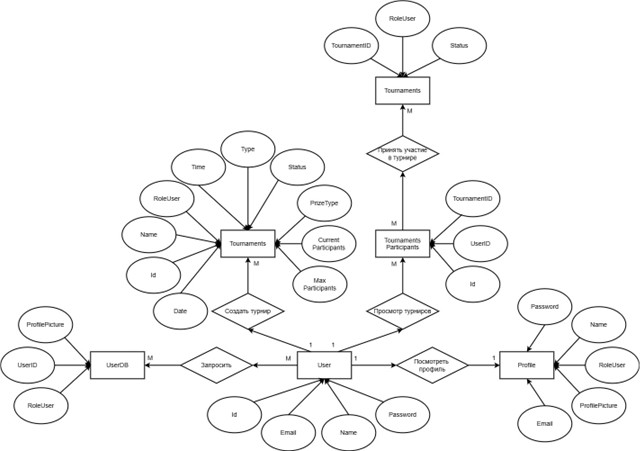 RoleUser
TournamentID
Status
Tournaments
M
Принять участие
в турнире
Type
Time
Status
RoleUser
PrizeType
TournamentID
M
Name
Tournaments
Current
Participants
Tournaments
Participants
UserID
M
M
Id
Max
Participants
Id
Date
Создать турнир
Просмотр турниров
Password
ProfilePicture
Name
1
1
UserID
UserDB
M
Запросить
M
User
1
Посмотреть
профиль
1
Profile
RoleUser
RoleUser
ProfilePicture
Id
Password
Email
Name
Email